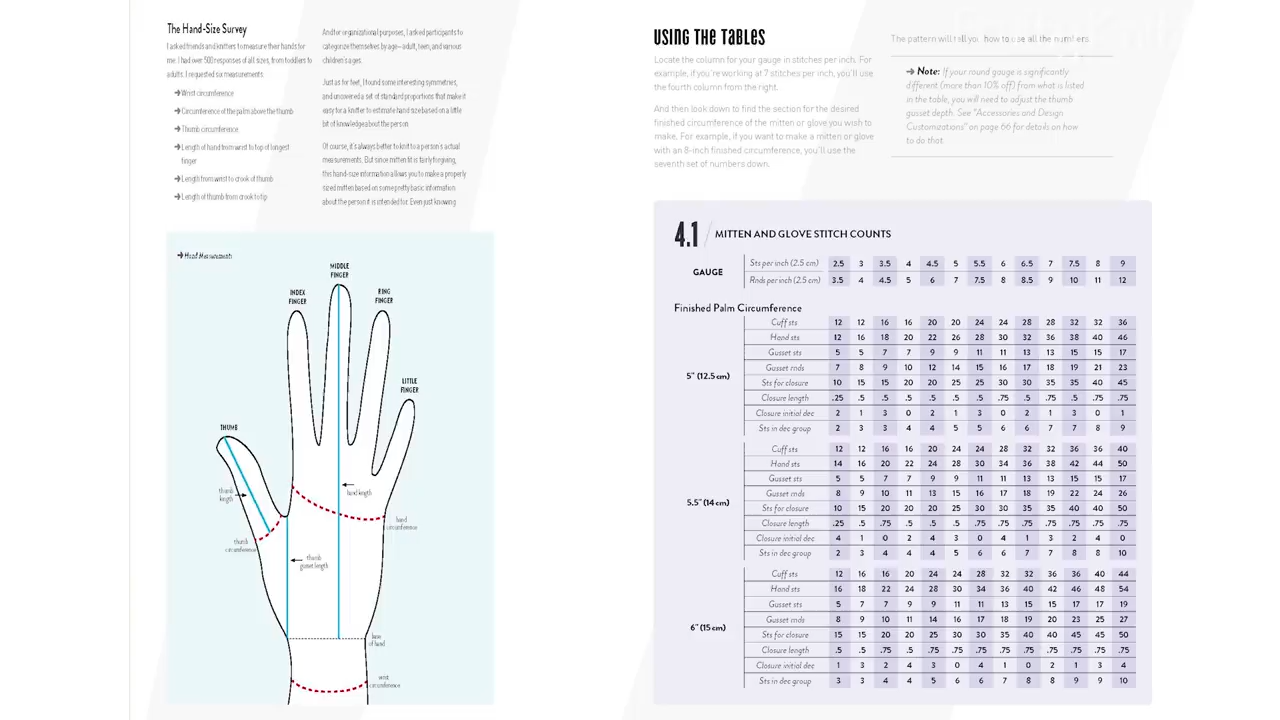 The Hand-Size Survey
I asked friends and knitters to measure their hands for
me. I had over 500 responses of all sizes, from toddlers to
adults. I requested six measurements:
➔Wrist circumference
➔Circumference of the palm above the thumb
➔Thumb circumference
➔Length of hand from wrist to top of longest
finger
➔Length from wrist to crook of thumb
➔Length of thumb from crook to tip
And for organizational purposes, I asked participants to
categorize themselves by age—adult, teen, and various
children's ages.
Just as for feet, I found some interesting symmetries,
and uncovered a set of standard proportions that make it
easy for a knitter to estimate hand size based on a little
bit of knowledge about the person.
Of course, it's always better to knit to a person's actual
measurements. But since mitten fit is fairly forgiving,
this hand-size information allows you to make a properly
sized mitten based on some pretty basic information
about the person it is intended for. Even just knowing
➔Hand Measurements
MIDDLE
FINGER
INDEX
FINGER
RING
FINGER
LITTLE
FINGER
THUMB
thumb
length
hand length
hand
circumference
thumb
circumference
thumb
gusset length
base
of hand
wrist
circumference
USING THE TABLES
Locate the column for your gauge in stitches per inch. For
example, if you're working at 7 stitches per inch, you'll use
the fourth column from the right.
And then look down to find the section for the desired
finished circumference of the mitten or glove you wish to
make. For example, if you want to make a mitten or glove
with an 8-inch finished circumference, you'll use the
seventh set of numbers down.
The pattern will tell you how to use all the numbers.
➔ Note: If your round gauge is significantly
different (more than 10% off) from what is listed
in the table, you will need to adjust the thumb
gusset depth. See "Accessories and Design
Customizations" on page 66 for details on how
to do that.
4.1 / MITTEN AND GLOVE STITCH COUNTS
GAUGE
Sts per inch (2.5 cm) 2.5 3 3.5 4 4.5 5 5.5 6 6.5 7 7.5 8 9
Rnds per inch (2.5 cm) 3.5 4 4.5 5 6 7 7.5 8 8.5 9 10 11 12
Finished Palm Circumference
5" (12.5 cm)
Cuff sts 12 12 16 16 20 20 24 24 28 28 32 32 36
Hand sts 12 16 18 20 22 26 28 30 32 36 38 40 46
Gusset sts 5 5 7 7 9 9 11 11 13 13 15 15 17
Gusset rnds 7 8 9 10 12 14 15 16 17 18 19 21 23
Sts for closure 10 15 15 20 20 25 25 30 30 35 35 40 45
Closure length .25 .5 .5 .5 .5 .5 .5 .75 .5 .75 .5 .75 .75
Closure initial dec 2 1 3 0 2 1 3 0 2 1 3 0 1
Sts in dec group 2 3 3 4 4 5 5 6 6 7 7 8 9
5.5" (14 cm)
Cuff sts 12 12 16 16 20 24 24 28 32 32 36 36 40
Hand sts 14 16 20 22 24 28 30 34 36 38 42 44 50
Gusset sts 5 5 7 7 9 9 11 11 13 13 15 15 17
Gusset rnds 8 9 10 11 13 15 16 17 18 19 22 24 26
Sts for closure 10 15 20 20 20 25 30 30 35 35 40 40 50
Closure length .25 .5 .75 .5 .5 .5 .75 .75 .75 .75 .75 .75 .75
Closure initial dec 4 1 0 2 4 3 0 4 1 3 2 4 0
Sts in dec group 2 3 4 4 4 5 6 6 7 7 8 8 10
6" (15 cm)
Cuff sts 12 16 16 20 24 24 28 32 32 36 36 40 44
Hand sts 16 18 22 24 28 30 34 36 40 42 46 48 54
Gusset sts 5 7 7 9 9 11 11 13 15 15 17 17 19
Gusset rnds 8 9 10 11 14 16 17 18 19 20 23 25 27
Sts for closure 15 15 20 20 25 30 30 35 40 40 45 45 50
Closure length .5 .5 .75 .5 .75 .75 .75 .75 .75 .75 .75 .75 .75
Closure initial dec 1 3 2 4 3 0 4 1 0 2 1 3 4
Sts in dec group 3 3 4 4 5 6 6 7 8 8 9 9 10